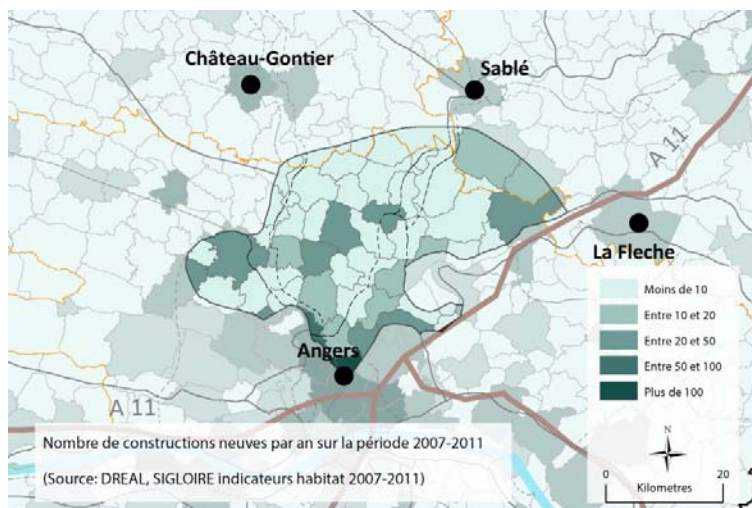 Château-Gontier
Sablé
A 11
La Fleche
Moins de 10
Entre 10 et 20
Entre 20 et 50
Entre 50 et 100
Plus de 100
Angers
A 11
N
Nombre de constructions neuves par an sur la période 2007-2011
(Source: DREAL, SIGLOIRE indicateurs habitat 2007-2011)
0 20
Kilometres